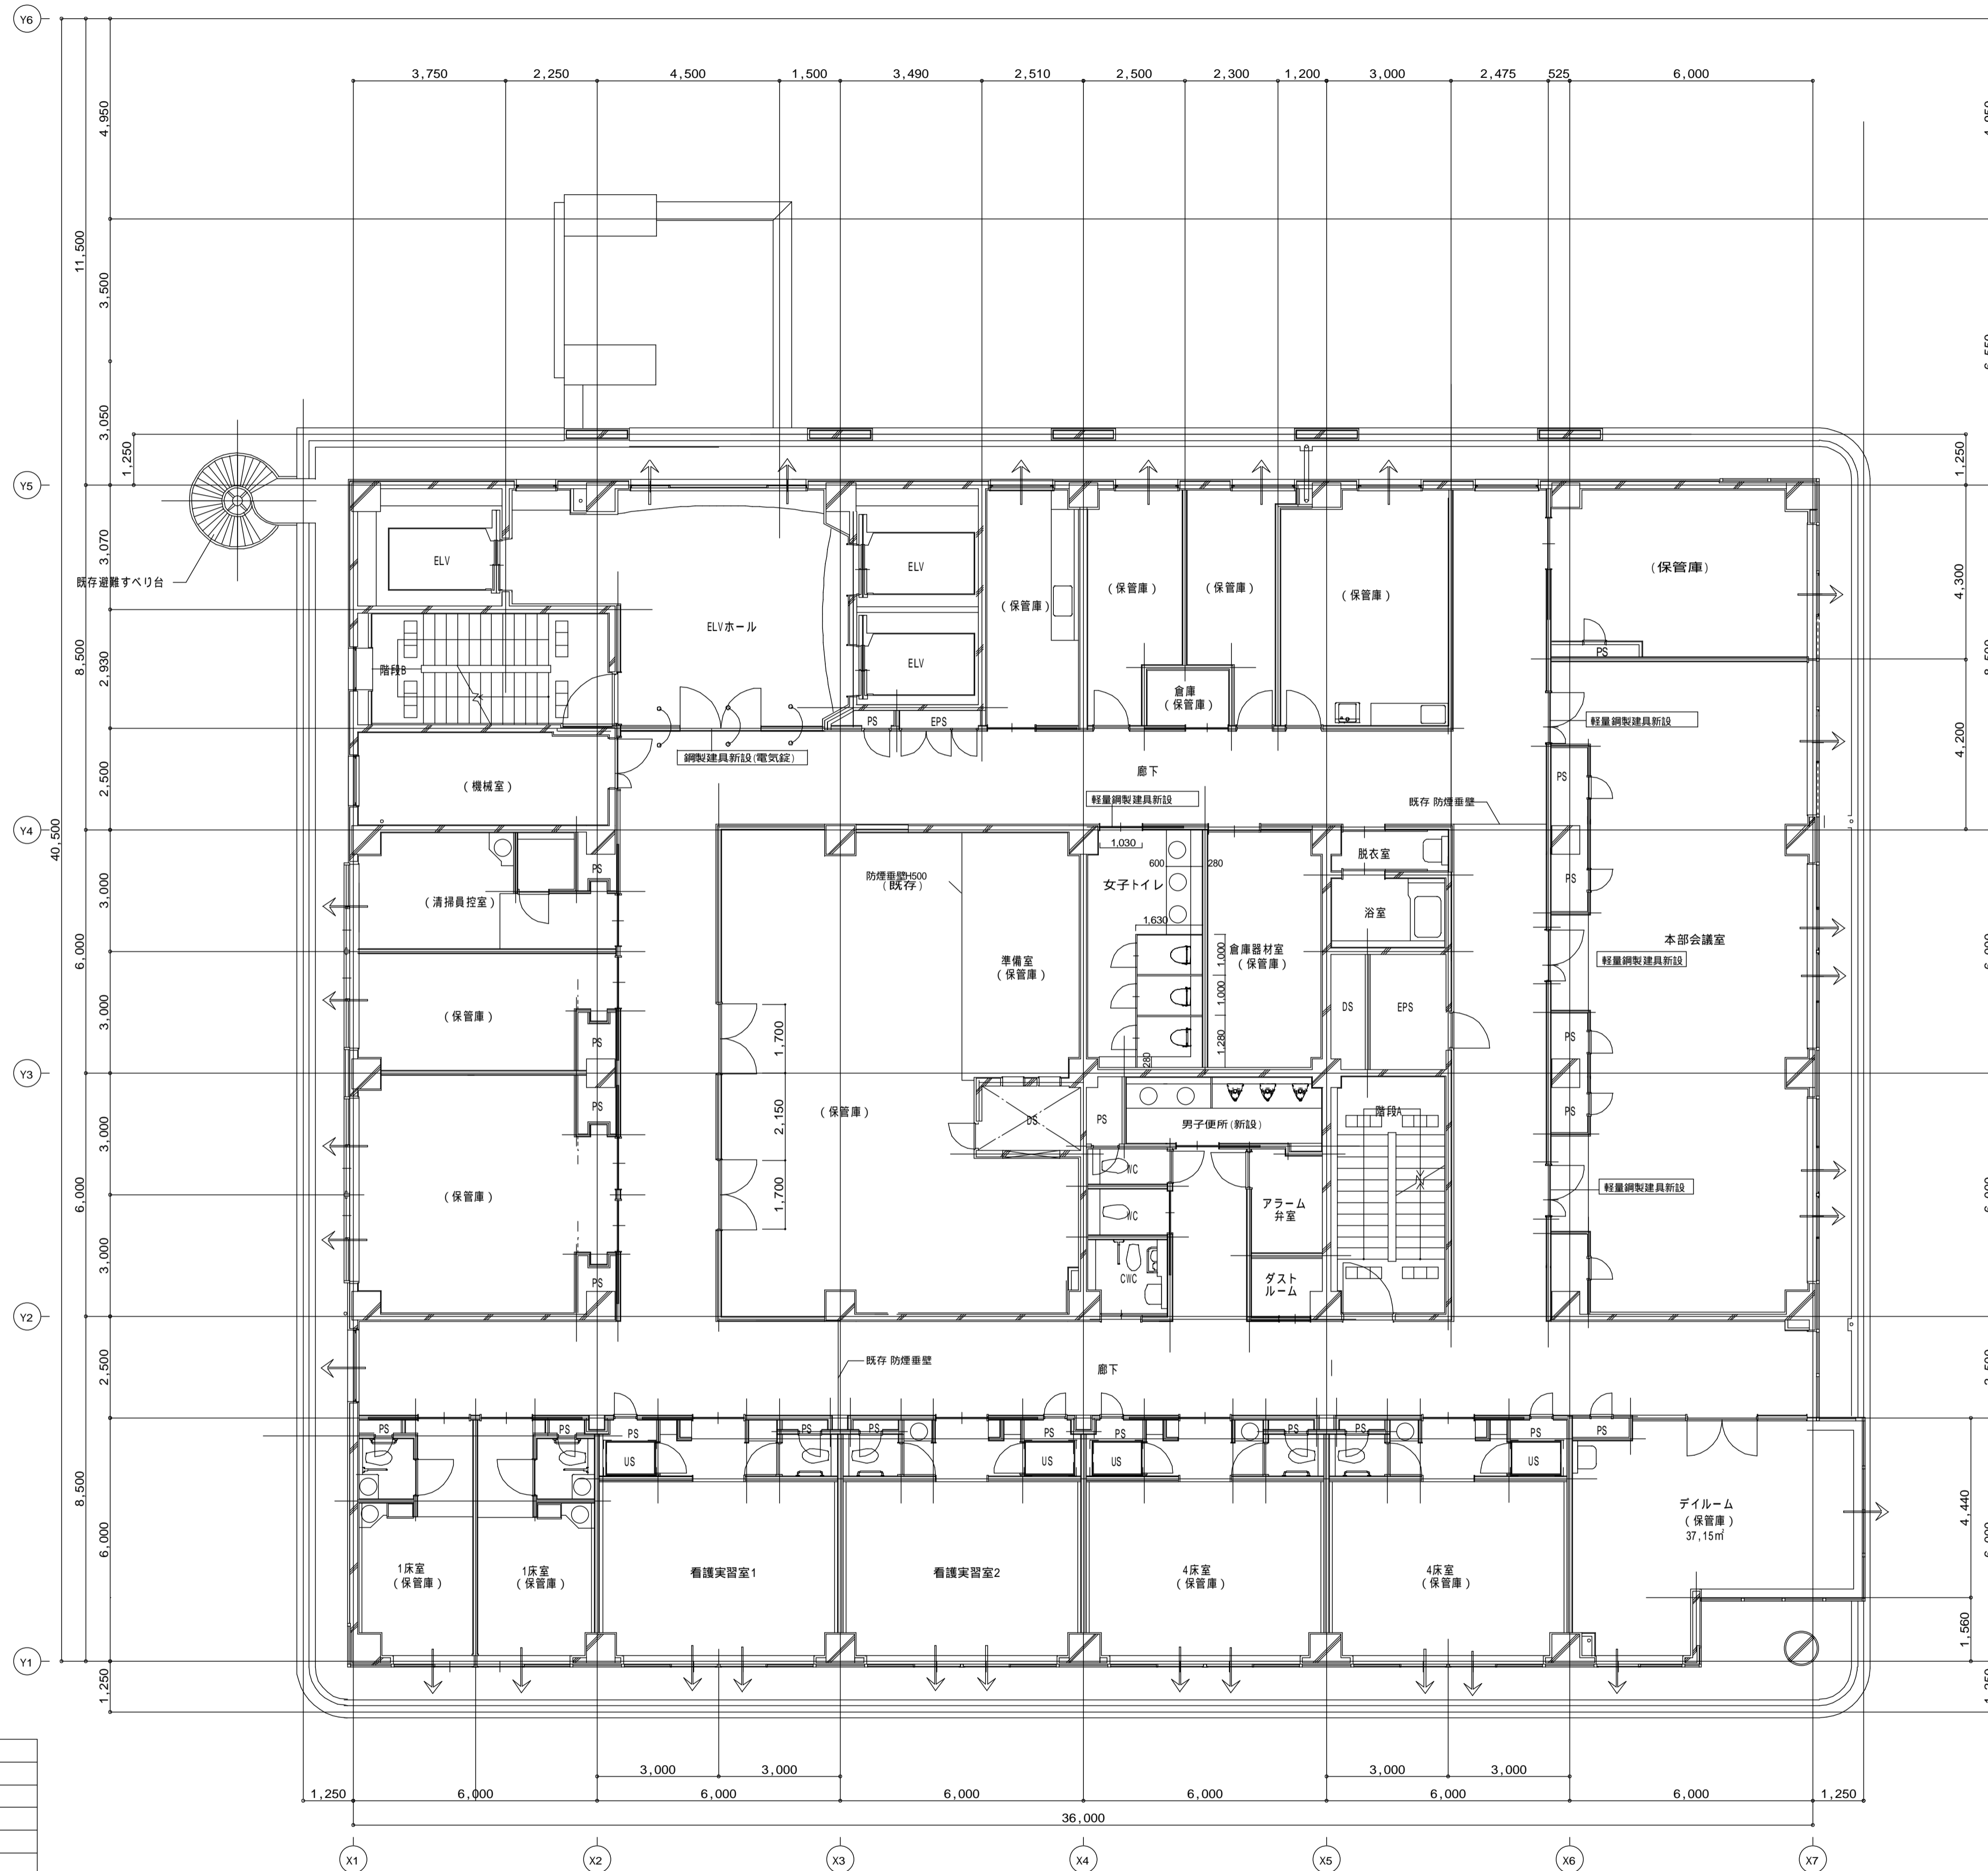 Y6
3,750
2,250
4,500
1,500
3,490
2,510
2,500
2,300
1,200
3,000
2,475
525
6,000
4,950
11,500
3,500
3,050
1,250
1,250
Y5
既存避難すべり台
ELV
ELV
ELV
階段B
ELVホール
(保管庫)
(保管庫)
(保管庫)
(保管庫)
(保管庫)
倉庫
(保管庫)
PS
EPS
PS
3,070
2,930
8,500
4,300
4,200
鋼製建具新設(電気錠)
軽量鋼製建具新設
廊下
(機械室)
2,500
軽量鋼製建具新設
既存 防煙垂壁
PS
Y4
40,500
(清掃員控室)
PS
防煙垂壁H500
(既存)
1,030
600
280
女子トイレ
1,630
脱衣室
浴室
PS
3,000
6,000
準備室
(保管庫)
倉庫器材室
(保管庫)
本部会議室
軽量鋼製建具新設
1,000
1,000
1,280
280
DS
EPS
(保管庫)
PS
3,000
1,700
PS
Y3
PS
2,150
(保管庫)
DS
PS
男子便所(新設)
階段A
PS
3,000
6,000
WC
WC
CWC
(保管庫)
1,700
アラーム
弁室
軽量鋼製建具新設
3,000
PS
ダスト
ルーム
Y2
2,500
既存 防煙垂壁
廊下
PS
PS
PS
PS
PS
PS
PS
PS
PS
PS
PS
US
US
US
US
8,500
6,000
1床室
(保管庫)
1床室
(保管庫)
看護実習室1
看護実習室2
4床室
(保管庫)
4床室
(保管庫)
デイルーム
(保管庫)
37,15㎡
4,440
1,560
Y1
1,250
3,000
3,000
3,000
3,000
1,250
6,000
6,000
6,000
6,000
6,000
6,000
1,250
36,000
X1
X2
X3
X4
X5
X6
X7